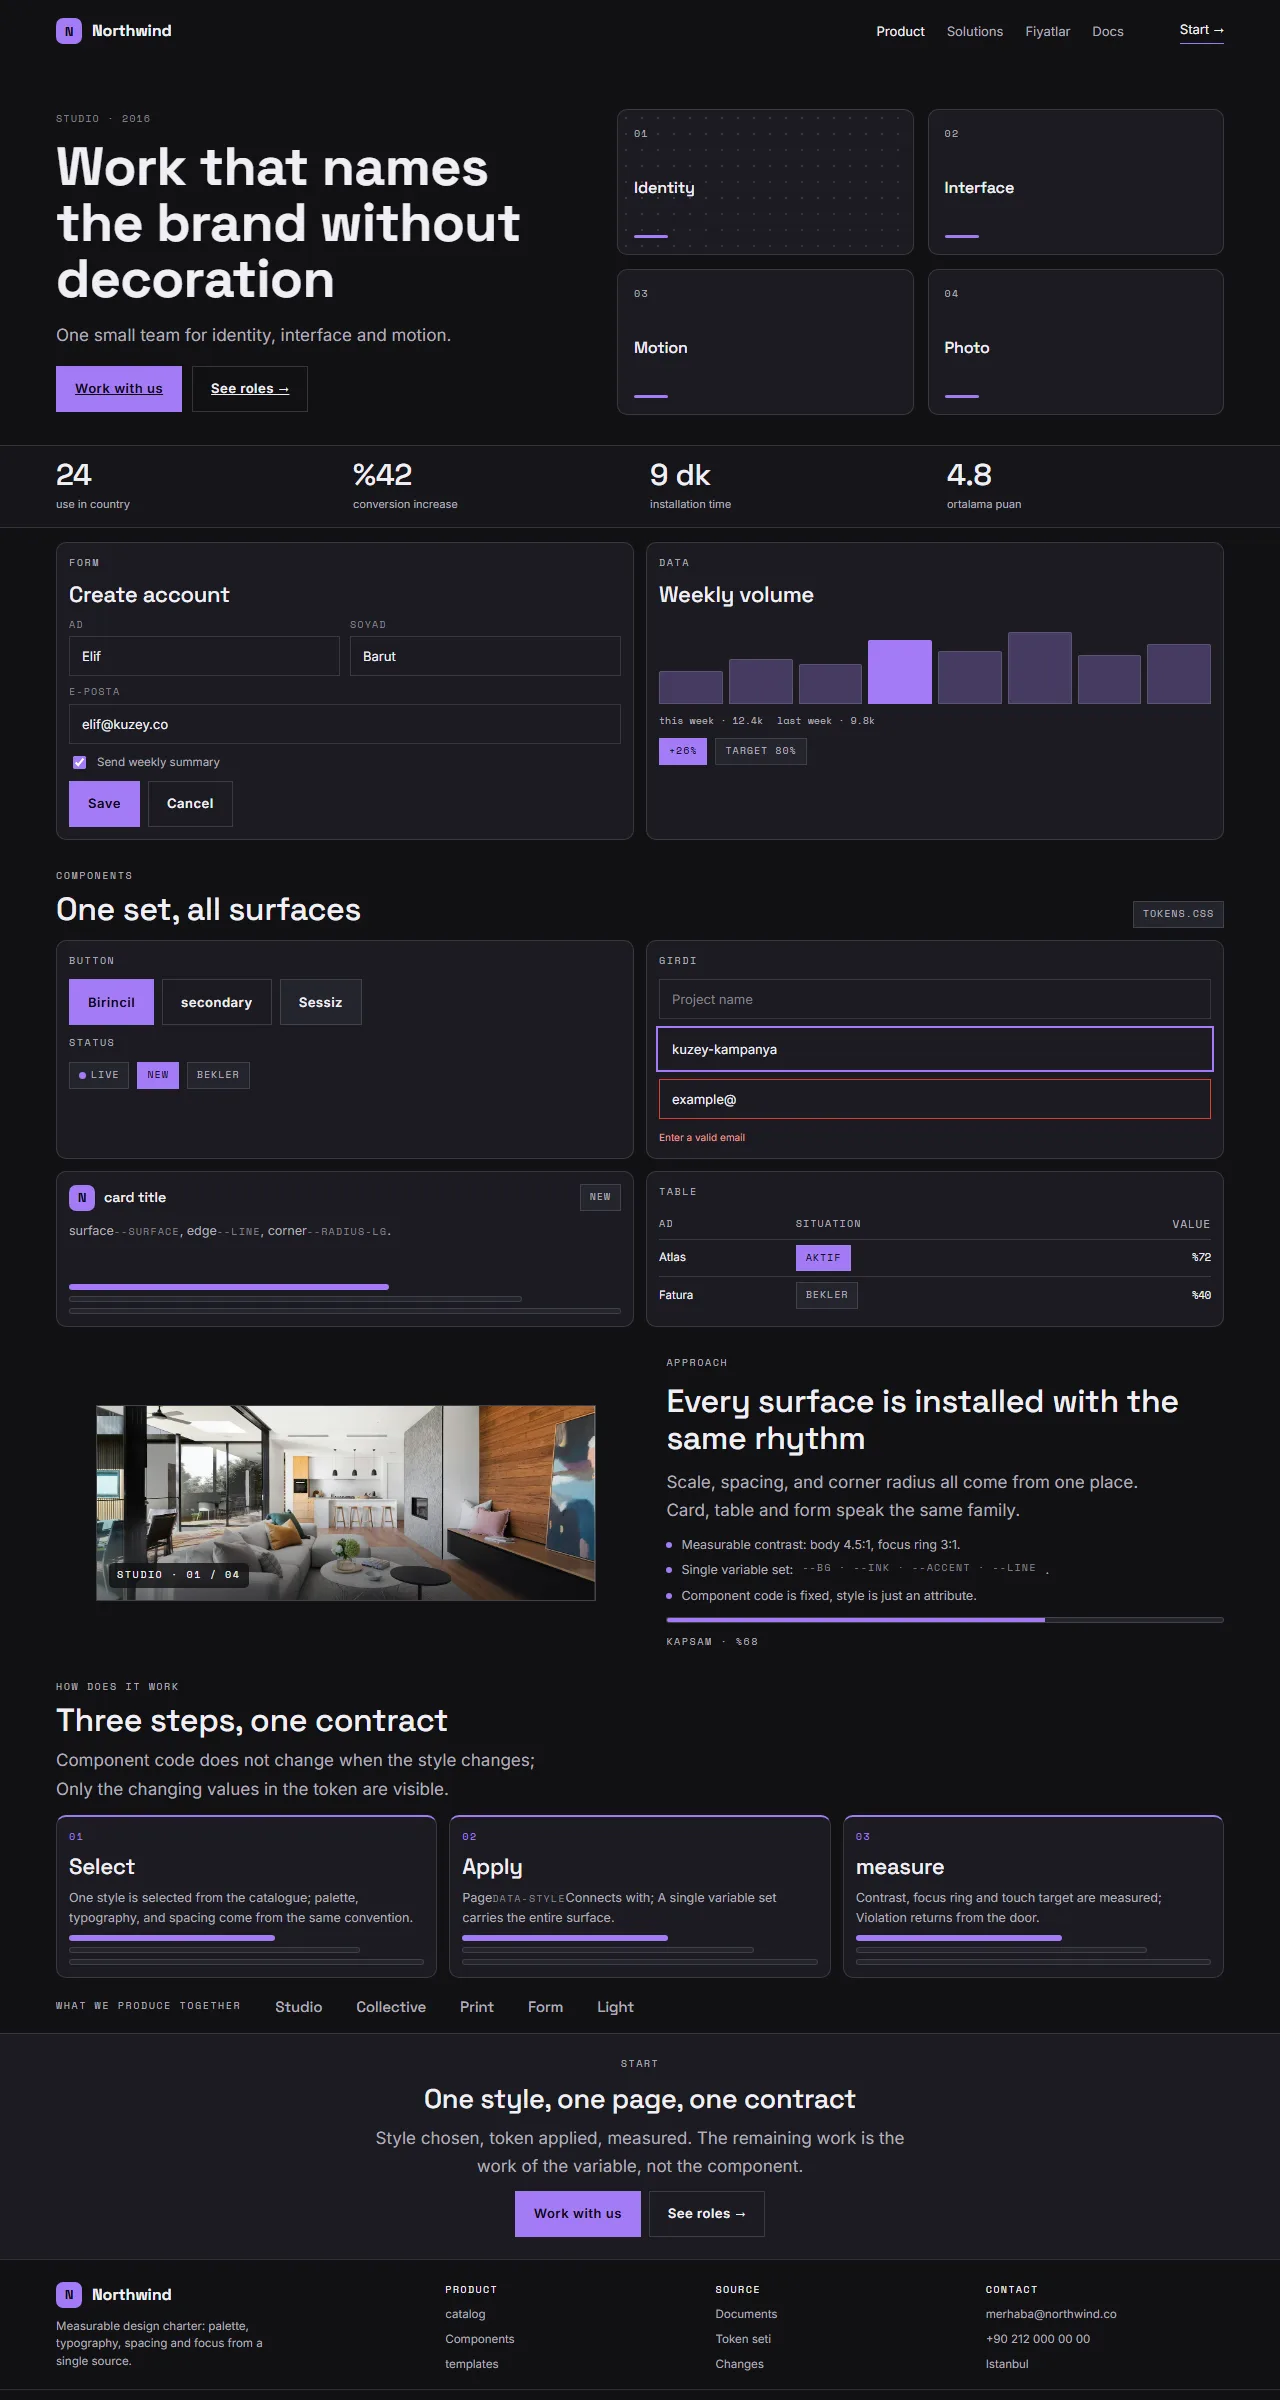 N Northwind
Product Solutions Fiyatlar Docs Start →
STUDIO · 2016
Work that names
the brand without
decoration
One small team for identity, interface and motion.
Work with us See roles →
01
Identity
02
Interface
03
Motion
04
Photo
24
use in country
%42
conversion increase
9 dk
installation time
4.8
ortalama puan
FORM
Create account
AD SOYAD
Elif Barut
E-POSTA
elif@kuzey.co
Send weekly summary
Save Cancel
DATA
Weekly volume
this week · 12.4k last week · 9.8k
+26% TARGET 80%
COMPONENTS
One set, all surfaces
TOKENS.CSS
BUTTON
Birincil secondary Sessiz
STATUS
LIVE NEW BEKLER
GIRDI
Project name
kuzey-kampanya
example@
Enter a valid email
N card title NEW
surface--SURFACE, edge--LINE, corner--RADIUS-LG.
TABLE
AD SITUATION VALUE
Atlas AKTIF %72
Fatura BEKLER %40
STUDIO · 01 / 04
APPROACH
Every surface is installed with the
same rhythm
Scale, spacing, and corner radius all come from one place.
Card, table and form speak the same family.
Measurable contrast: body 4.5:1, focus ring 3:1.
Single variable set: --BG · --INK · --ACCENT · --LINE .
Component code is fixed, style is just an attribute.
KAPSAM · %68
HOW DOES IT WORK
Three steps, one contract
Component code does not change when the style changes;
Only the changing values in the token are visible.
01
Select
One style is selected from the catalogue; palette,
typography, and spacing come from the same convention.
02
Apply
PageDATA-STYLEConnects with; A single variable set
carries the entire surface.
03
measure
Contrast, focus ring and touch target are measured;
Violation returns from the door.
WHAT WE PRODUCE TOGETHER Studio Collective Print Form Light
START
One style, one page, one contract
Style chosen, token applied, measured. The remaining work is the
work of the variable, not the component.
Work with us See roles →
N Northwind
Measurable design charter: palette,
typography, spacing and focus from a
single source.
PRODUCT
catalog
Components
templates
SOURCE
Documents
Token seti
Changes
CONTACT
merhaba@northwind.co
+90 212 000 00 00
Istanbul